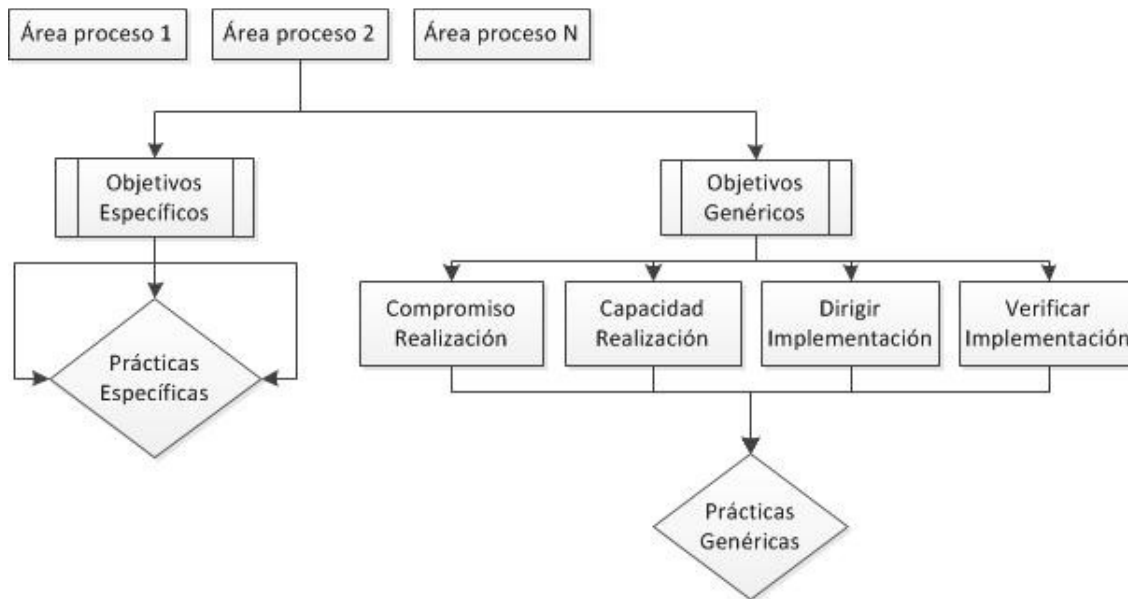 Área proceso 1
Área proceso 2
Área proceso N
Objetivos
Específicos
Objetivos
Genéricos
Compromiso
Realización
Capacidad
Realización
Dirigir
Implementación
Verificar
Implementación
Prácticas
Específicas
Prácticas
Genéricas